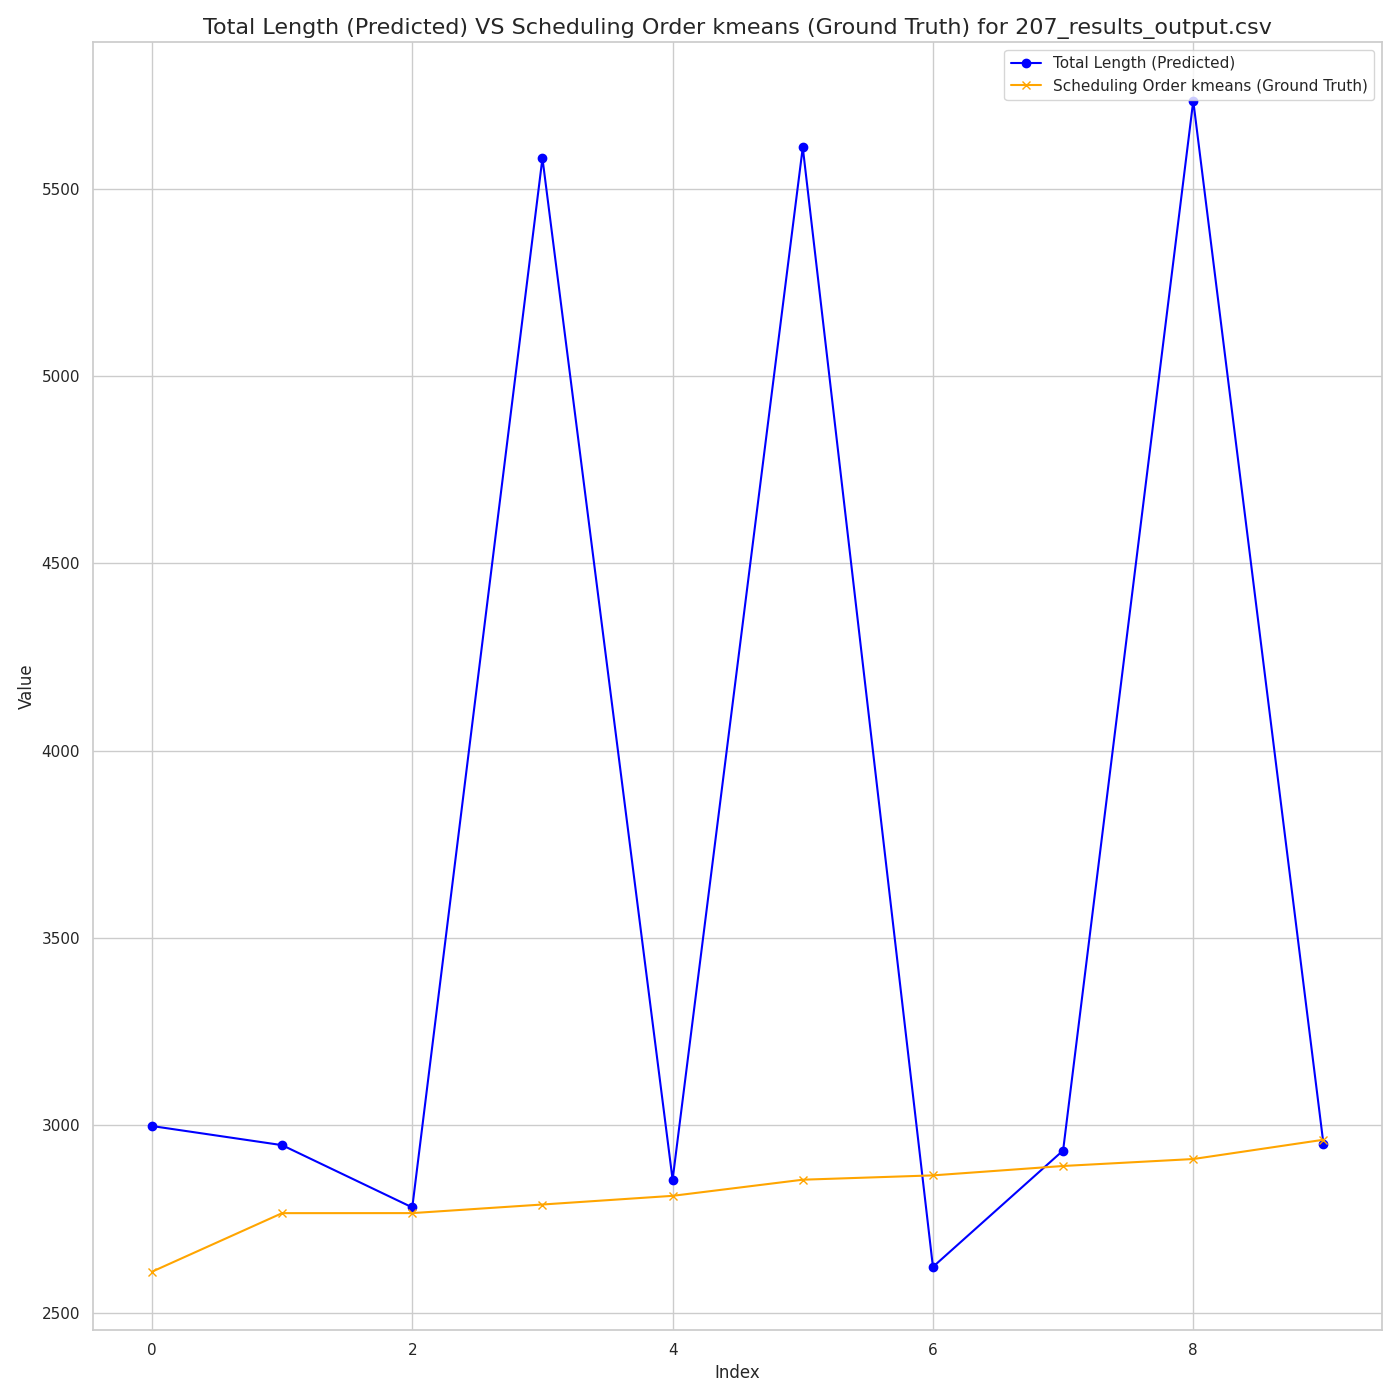 Total Length (Predicted) VS Scheduling Order kmeans (Ground Truth) for 207_results_output.csv
Total Length (Predicted)
Scheduling Order kmeans (Ground Truth)
5500
5000
4500
4000
3500
3000
2500
Value
0 2 4 6 8
Index